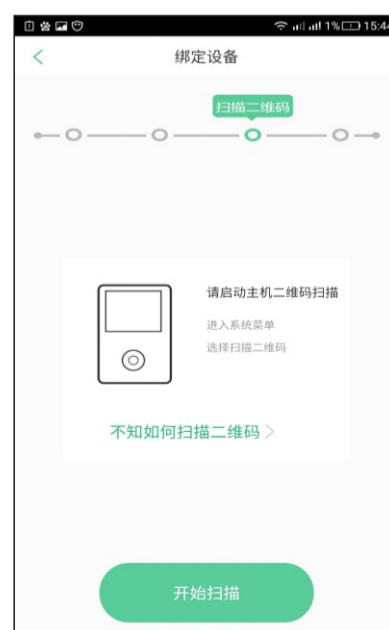 1% 15:44
绑定设备
扫描二维码
请启动主机二维码扫描
进入系统菜单
选择扫描二维码
不知如何扫描二维码
开始扫描